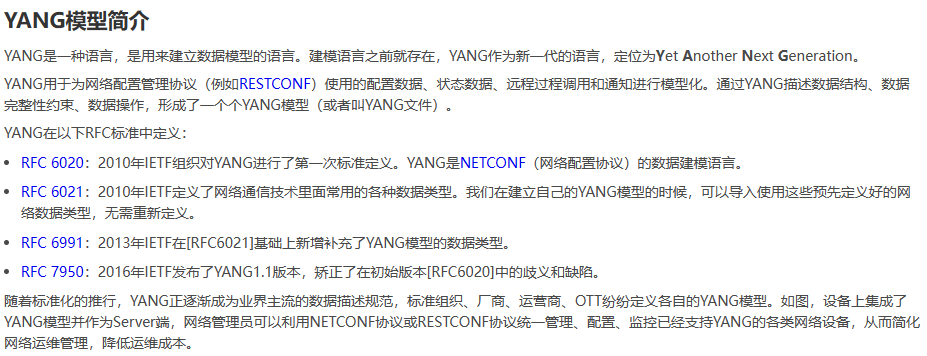 YANG模型简介
YANG是一种语言，是用来建立数据模型的语言。建模语言之前就存在，YANG作为新一代的语言，定位为Yet Another Next Generation。
YANG用于为网络配置管理协议（例如RESTCONF）使用的配置数据、状态数据、远程过程调用和通知进行模型化。通过YANG描述数据结构、数据
完整性约束、数据操作，形成了一个个YANG模型（或者叫YANG文件）。
YANG在以下RFC标准中定义：
• RFC 6020：2010年IETF组织对YANG进行了第一次标准定义。YANG是NETCONF（网络配置协议）的数据建模语言。
• RFC 6021：2010年IETF定义了网络通信技术里面常用的各种数据类型。我们在建立自己的YANG模型的时候，可以导入使用这些预先定义好的网
络数据类型，无需重新定义。
• RFC 6991：2013年IETF在[RFC6021]基础上新增补充了YANG模型的数据类型。
• RFC 7950：2016年IETF发布了YANG1.1版本，矫正了在初始版本[RFC6020]中的歧义和缺陷。
随着标准化的推行，YANG正逐渐成为业界主流的数据描述规范，标准组织、厂商、运营商、OTT纷纷定义各自的YANG模型。如图，设备上集成了
YANG模型并作为Server端，网络管理员可以利用NETCONF协议或RESTCONF协议统一管理、配置、监控已经支持YANG的各类网络设备，从而简化
网络运维管理，降低运维成本。